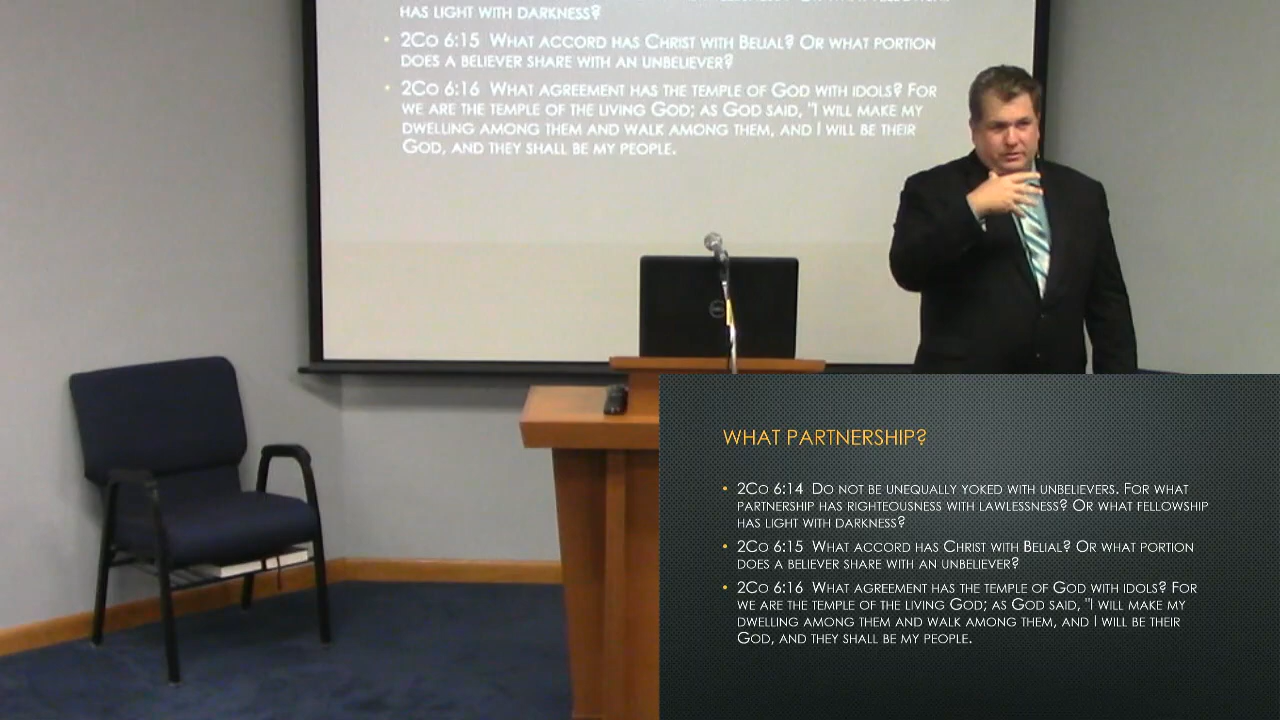 HAS LIGHT WITH DARKNESS?
• 2Co 6:15 What accord has Christ with Belial? Or what portion
does a believer share with an unbeliever?
• 2Co 6:16 What agreement has the temple of God with idols? For
we are the temple of the living God; as God said, "I will make my
dwelling among them and walk among them, and I will be their
God, and they shall be my people.
DELL
WHAT PARTNERSHIP?
• 2Co 6:14 Do not be unequally yoked with unbelievers. For what
partnership has righteousness with lawlessness? Or what fellowship
has light with darkness?
• 2Co 6:15 What accord has Christ with Belial? Or what portion
does a believer share with an unbeliever?
• 2Co 6:16 What agreement has the temple of God with idols? For
we are the temple of the living God; as God said, "I will make my
dwelling among them and walk among them, and I will be their
God, and they shall be my people.